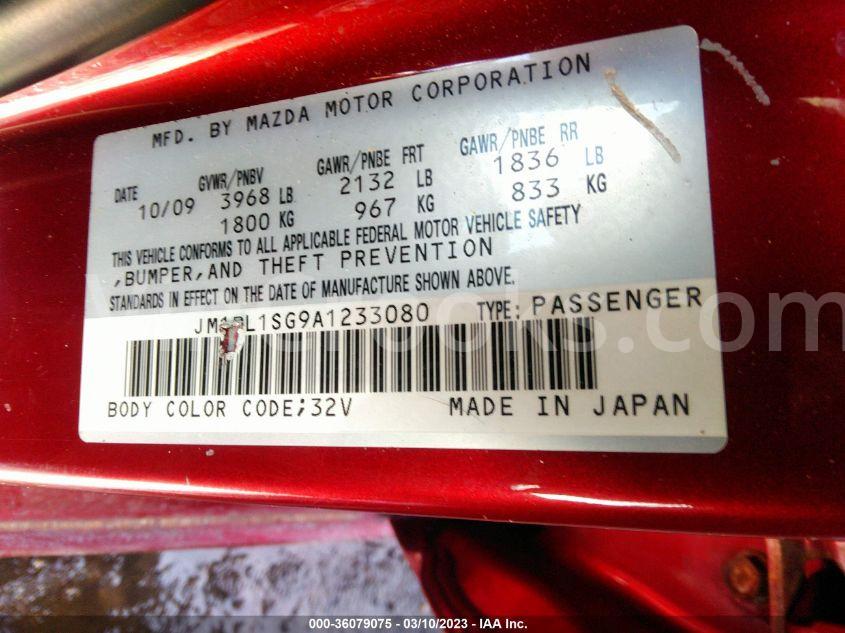 MFD. BY MAZDA MOTOR CORPORATION
DATE GVWR/PNBV GAWR/PNBE FRT GAWR/PNBE RR
10/09 3968 LB 2132 LB 1836 LB
1800 KG 967 KG 833 KG
THIS VEHICLE CONFORMS TO ALL APPLICABLE FEDERAL MOTOR VEHICLE SAFETY
,BUMPER,AND THEFT PREVENTION
STANDARDS IN EFFECT ON THE DATE OF MANUFACTURE SHOWN ABOVE.
JM1BL1SG9A1233080 TYPE: PASSENGER
BODY COLOR CODE;32V MADE IN JAPAN
000-36079075 - 03/10/2023 - IAA Inc.